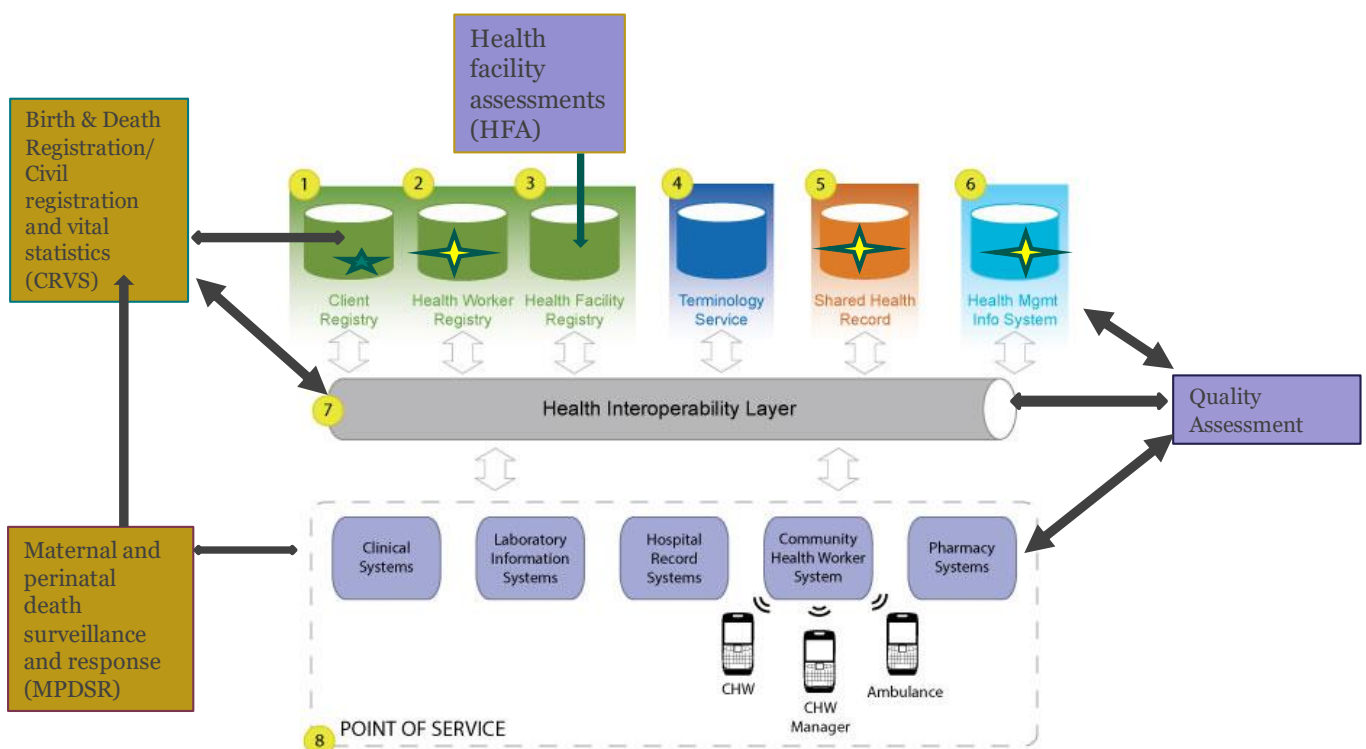 Health
facility
assessments
(HFA)
Birth & Death
Registration/
Civil
registration
and vital
statistics
(CRVS)
1
2
3
4
5
6
Client
Registry
Health Worker
Registry
Health Facility
Registry
Terminology
Service
Shared Health
Record
Health Mgmt
Info System
7
Health Interoperability Layer
Quality
Assessment
Maternal and
perinatal
death
surveillance
and response
(MPDSR)
Clinical
Systems
Laboratory
Information
Systems
Hospital
Record
Systems
Community
Health Worker
System
Pharmacy
Systems
CHW
CHW
Manager
Ambulance
8
POINT OF SERVICE